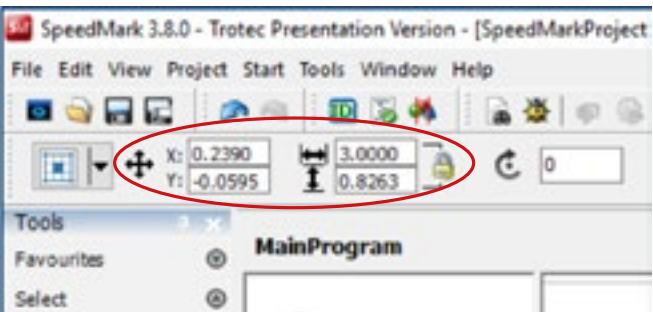 SpeedMark 3.8.0 - Trotec Presentation Version - [SpeedMarkProject
File Edit View Project Start Tools Window Help
ID
X: 0.2390 3.0000 0
Y: -0.0595 0.8263
Tools
Favourites
MainProgram
Select